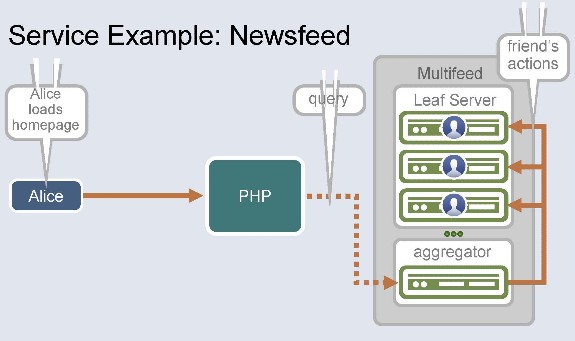 Service Example: Newsfeed
friend's
actions
Multifeed
Alice
loads
homepage
query
Leaf Server
Alice
PHP
aggregator